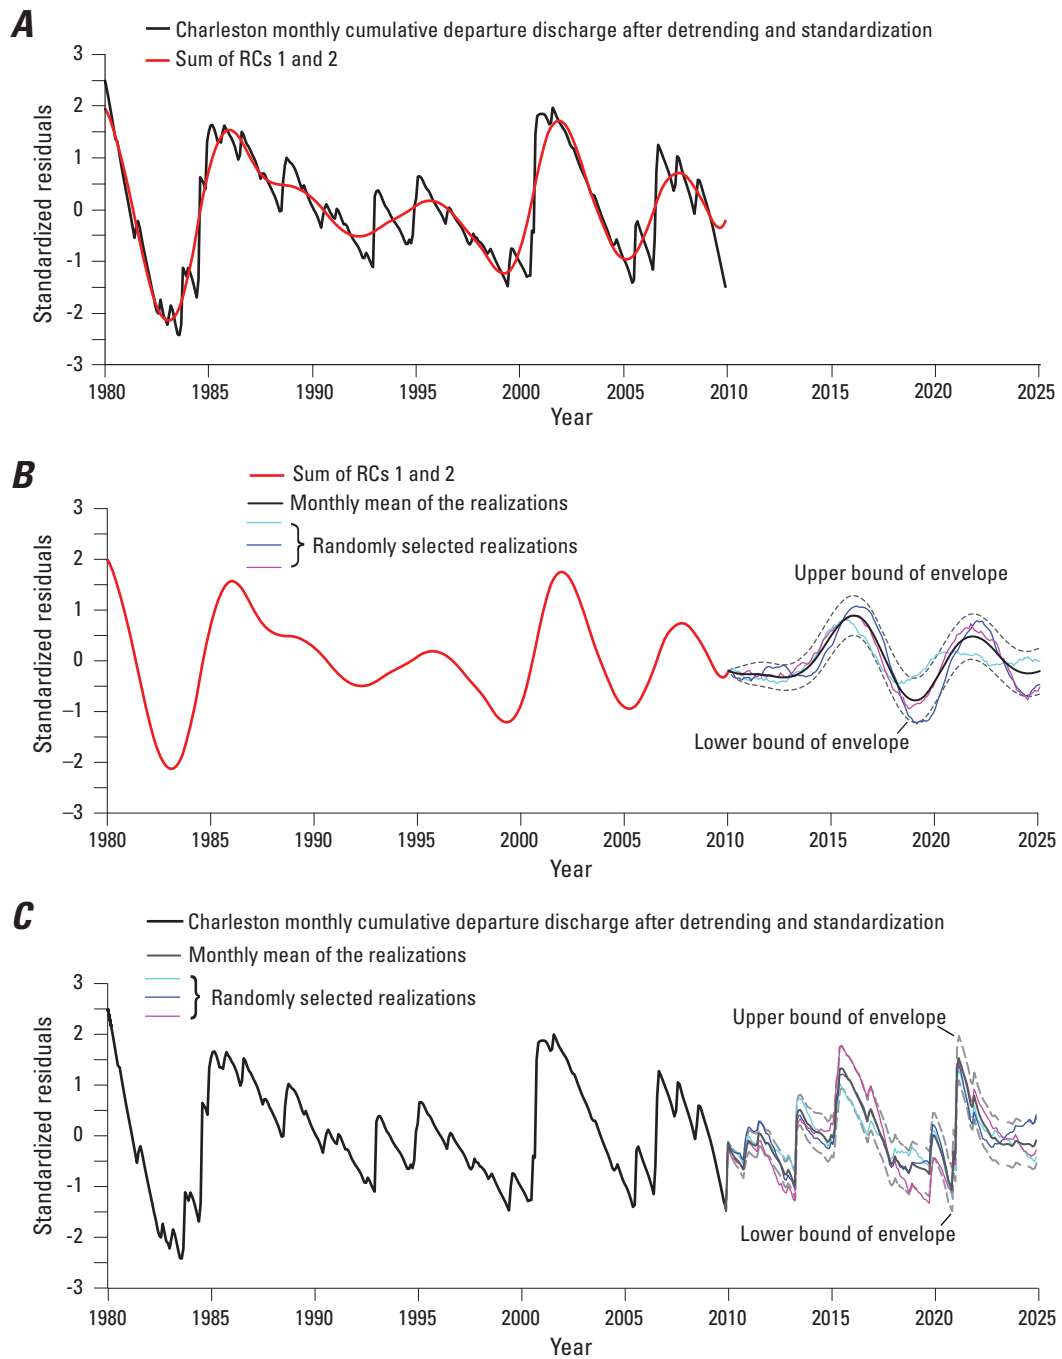 A
Charleston monthly cumulative departure discharge after detrending and standardization
Sum of RCs 1 and 2
Standardized residuals
3
2
1
0
-1
-2
-3
1980 1985 1990 1995 2000 2005 2010 2015 2020 2025
Year
B
Sum of RCs 1 and 2
Monthly mean of the realizations
Randomly selected realizations
Upper bound of envelope
Lower bound of envelope
Standardized residuals
3
2
1
0
−1
−2
−3
1980 1985 1990 1995 2000 2005 2010 2015 2020 2025
Year
C
Charleston monthly cumulative departure discharge after detrending and standardization
Monthly mean of the realizations
Randomly selected realizations
Upper bound of envelope
Lower bound of envelope
Standardized residuals
3
2
1
0
-1
-2
-3
1980 1985 1990 1995 2000 2005 2010 2015 2020 2025
Year